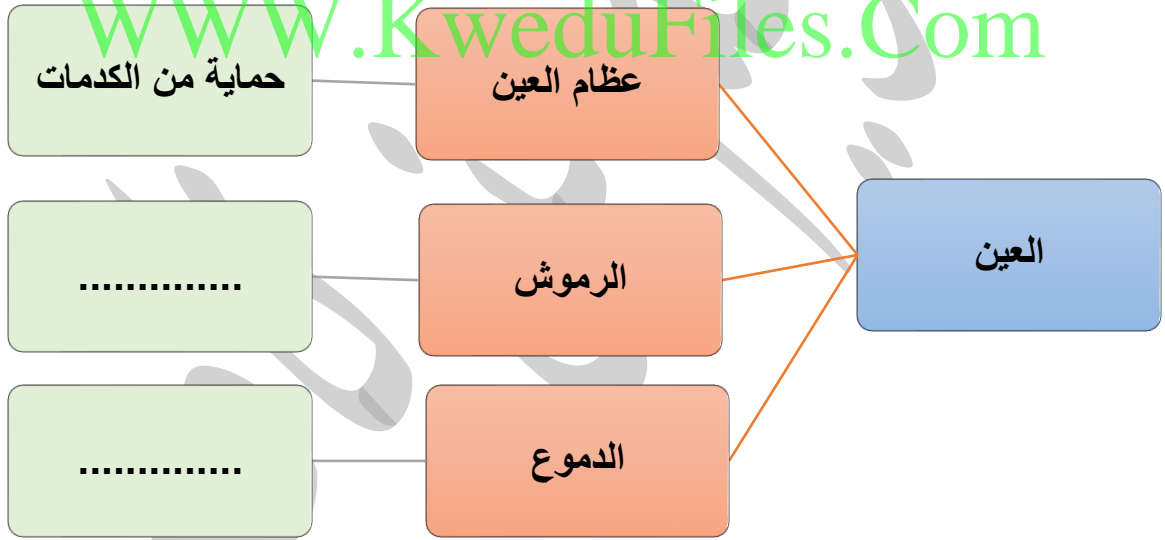 WWW.KweduFiles.Com
العين
عظام العين
حماية من الكدمات
الرموش
..............
الدموع
..............